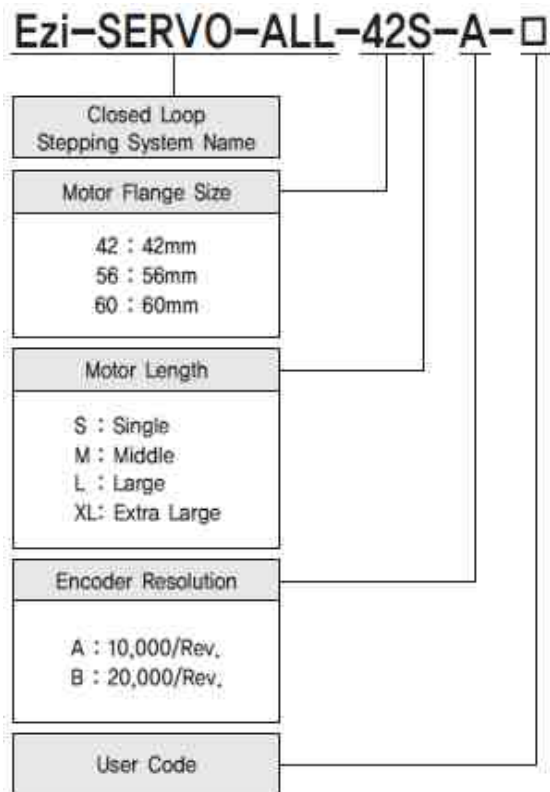 Ezi-SERVO-ALL-42S-A-□
Closed Loop
Stepping System Name
Motor Flange Size
42 : 42mm
56 : 56mm
60 : 60mm
Motor Length
S : Single
M : Middle
L : Large
XL: Extra Large
Encoder Resolution
A : 10,000/Rev.
B : 20,000/Rev.
User Code